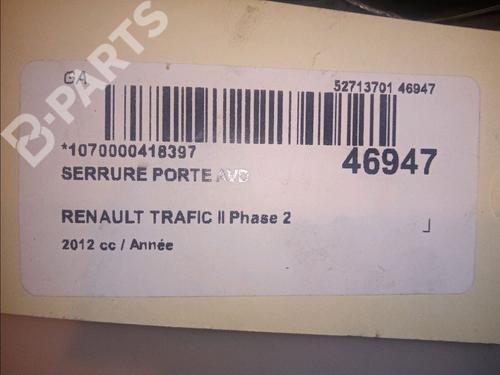 GA
52713701 46947
*1070000418397
46947
SERRURE PORTE AVD
RENAULT TRAFIC II Phase 2
2012 cc / Année
B-PARTS